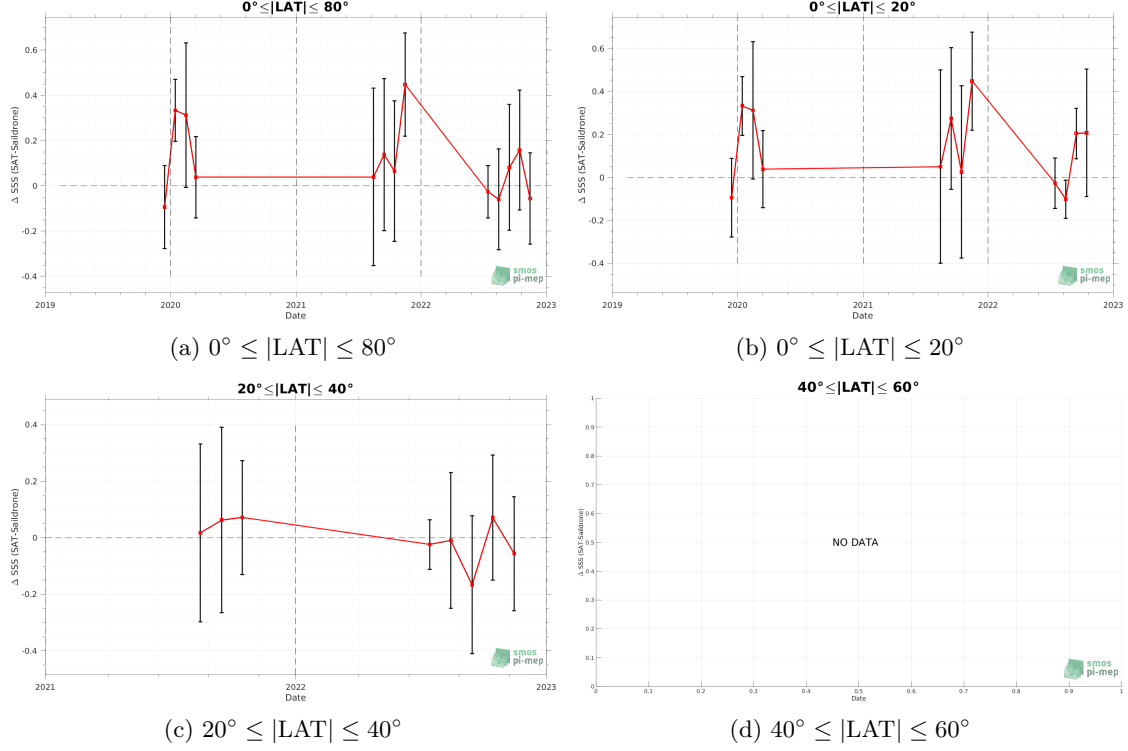 0°≤|LAT|≤ 80°
Δ SSS (SAT-Saildrone)
0.6
0.4
0.2
0
-0.2
-0.4
2019
2020
2021
2022
2023
Date
smos
pi-mep
(a) 0° ≤ |LAT| ≤ 80°
0°≤|LAT|≤ 20°
Δ SSS (SAT-Saildrone)
0.6
0.4
0.2
0
-0.2
-0.4
2019
2020
2021
2022
2023
Date
smos
pi-mep
(b) 0° ≤ |LAT| ≤ 20°
20°≤|LAT|≤ 40°
Δ SSS (SAT-Saildrone)
0.4
0.2
0
-0.2
-0.4
2021
2022
2023
Date
smos
pi-mep
(c) 20° ≤ |LAT| ≤ 40°
40°≤|LAT|≤ 60°
Δ SSS (SAT-Saildrone)
1
0.9
0.8
0.7
0.6
0.5
0.4
0.3
0.2
0.1
0
NO DATA
0
0.1
0.2
0.3
0.4
0.5
0.6
0.7
0.8
0.9
1
Date
smos
pi-mep
(d) 40° ≤ |LAT| ≤ 60°